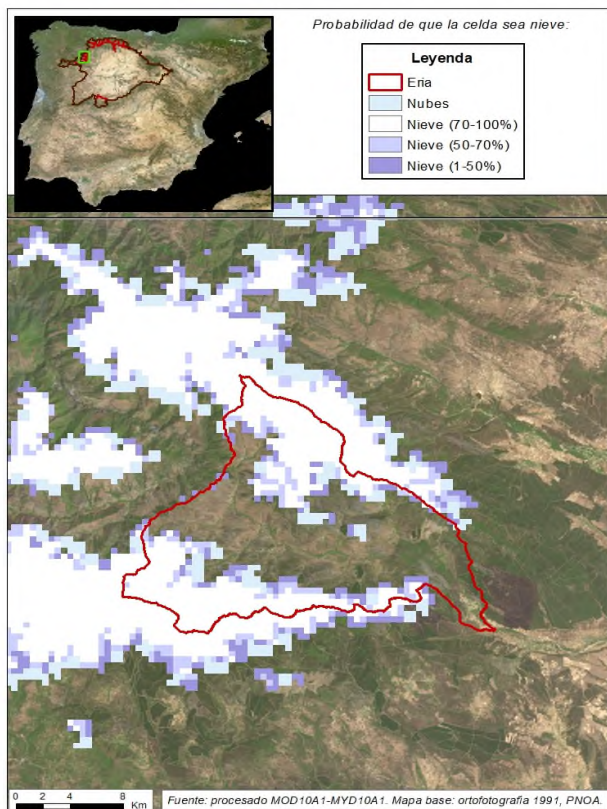 Probabilidad de que la celda sea nieve:
Leyenda
Eria
Nubes
Nieve (70-100%)
Nieve (50-70%)
Nieve (1-50%)
0 2 4 8
Km
Fuente: procesado MOD10A1-MYD10A1. Mapa base: ortofotografia 1991, PNOA